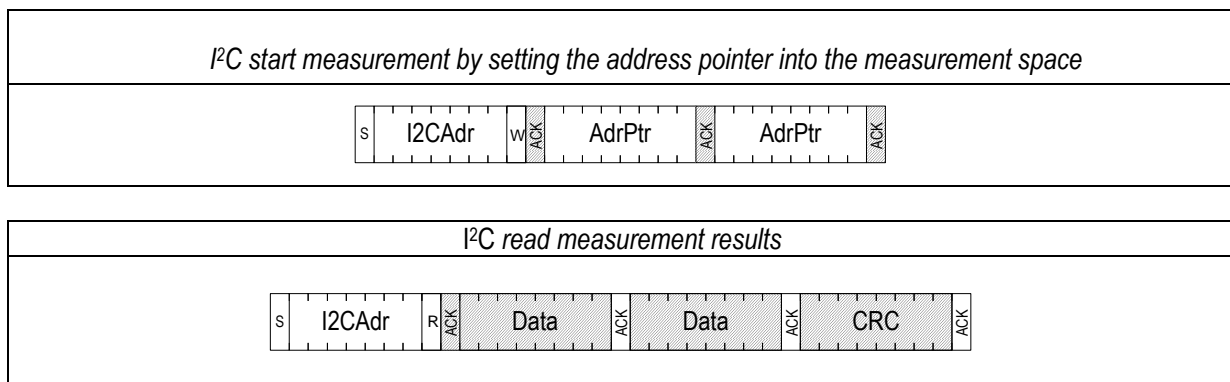 I²C start measurement by setting the address pointer into the measurement space
S I2CAdr W ACK AdrPtr ACK AdrPtr ACK
I²C read measurement results
S I2CAdr R ACK Data ACK Data ACK CRC ACK